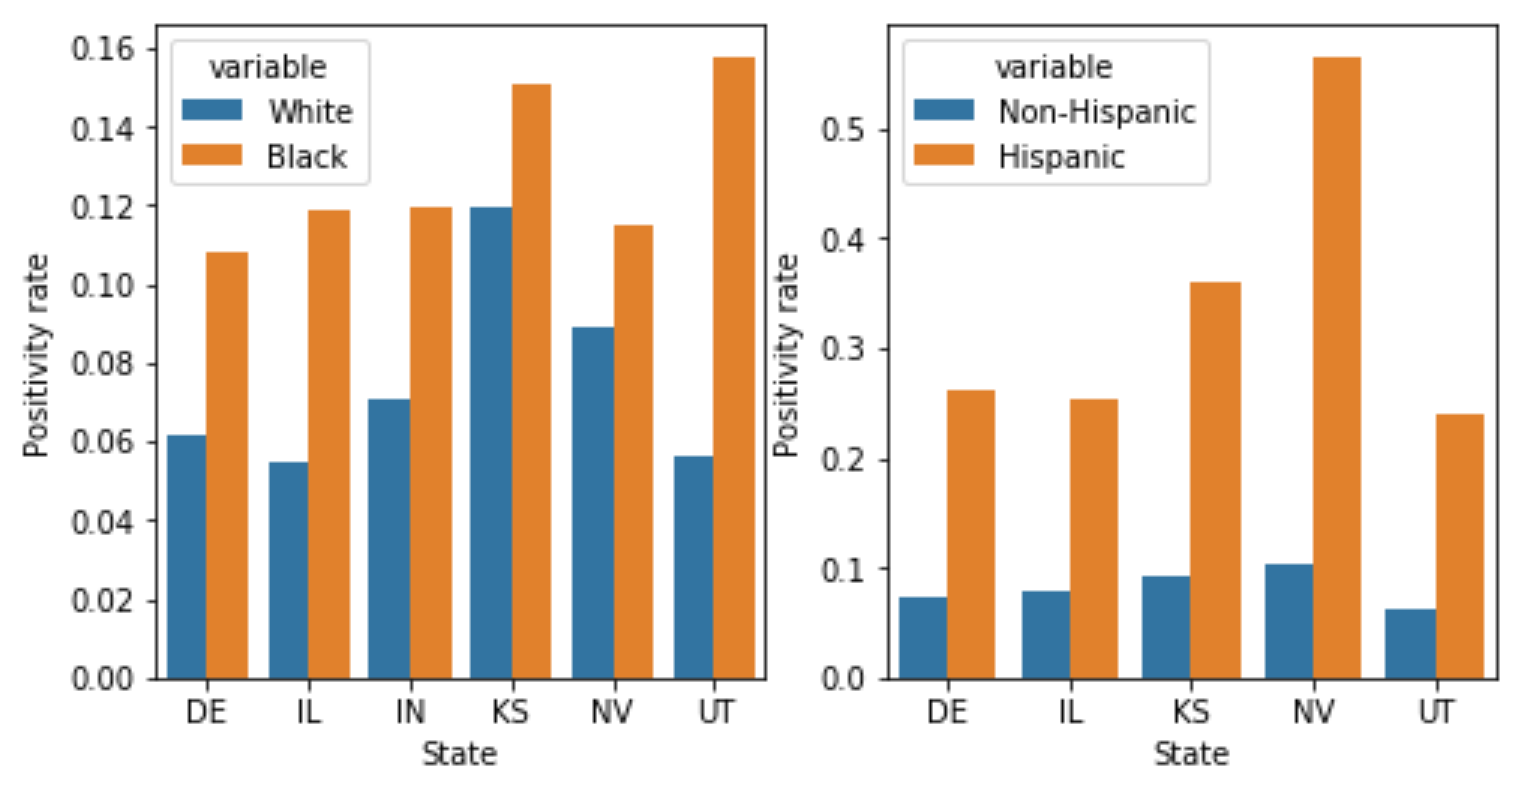 variable
White
Black
0.16
0.14
0.12
0.10
0.08
0.06
0.04
0.02
0.00
Positivity rate
DE IL IN KS NV UT
State
variable
Non-Hispanic
Hispanic
0.5
0.4
0.3
0.2
0.1
0.0
Positivity rate
DE IL KS NV UT
State